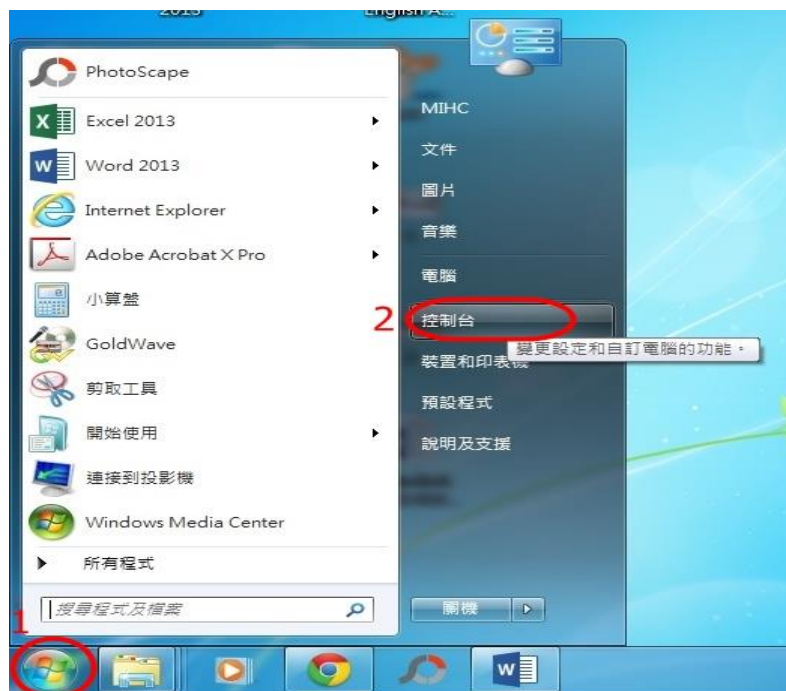 2013
English A...
PhotoScape
Excel 2013
Word 2013
Internet Explorer
Adobe Acrobat X Pro
小算盤
GoldWave
剪取工具
開始使用
連接到投影機
Windows Media Center
所有程式
搜尋程式及檔案
1
MIHC
文件
圖片
音樂
電腦
2
控制台
變更設定和自訂電腦的功能。
裝置和印表機
預設程式
說明及支援
關機